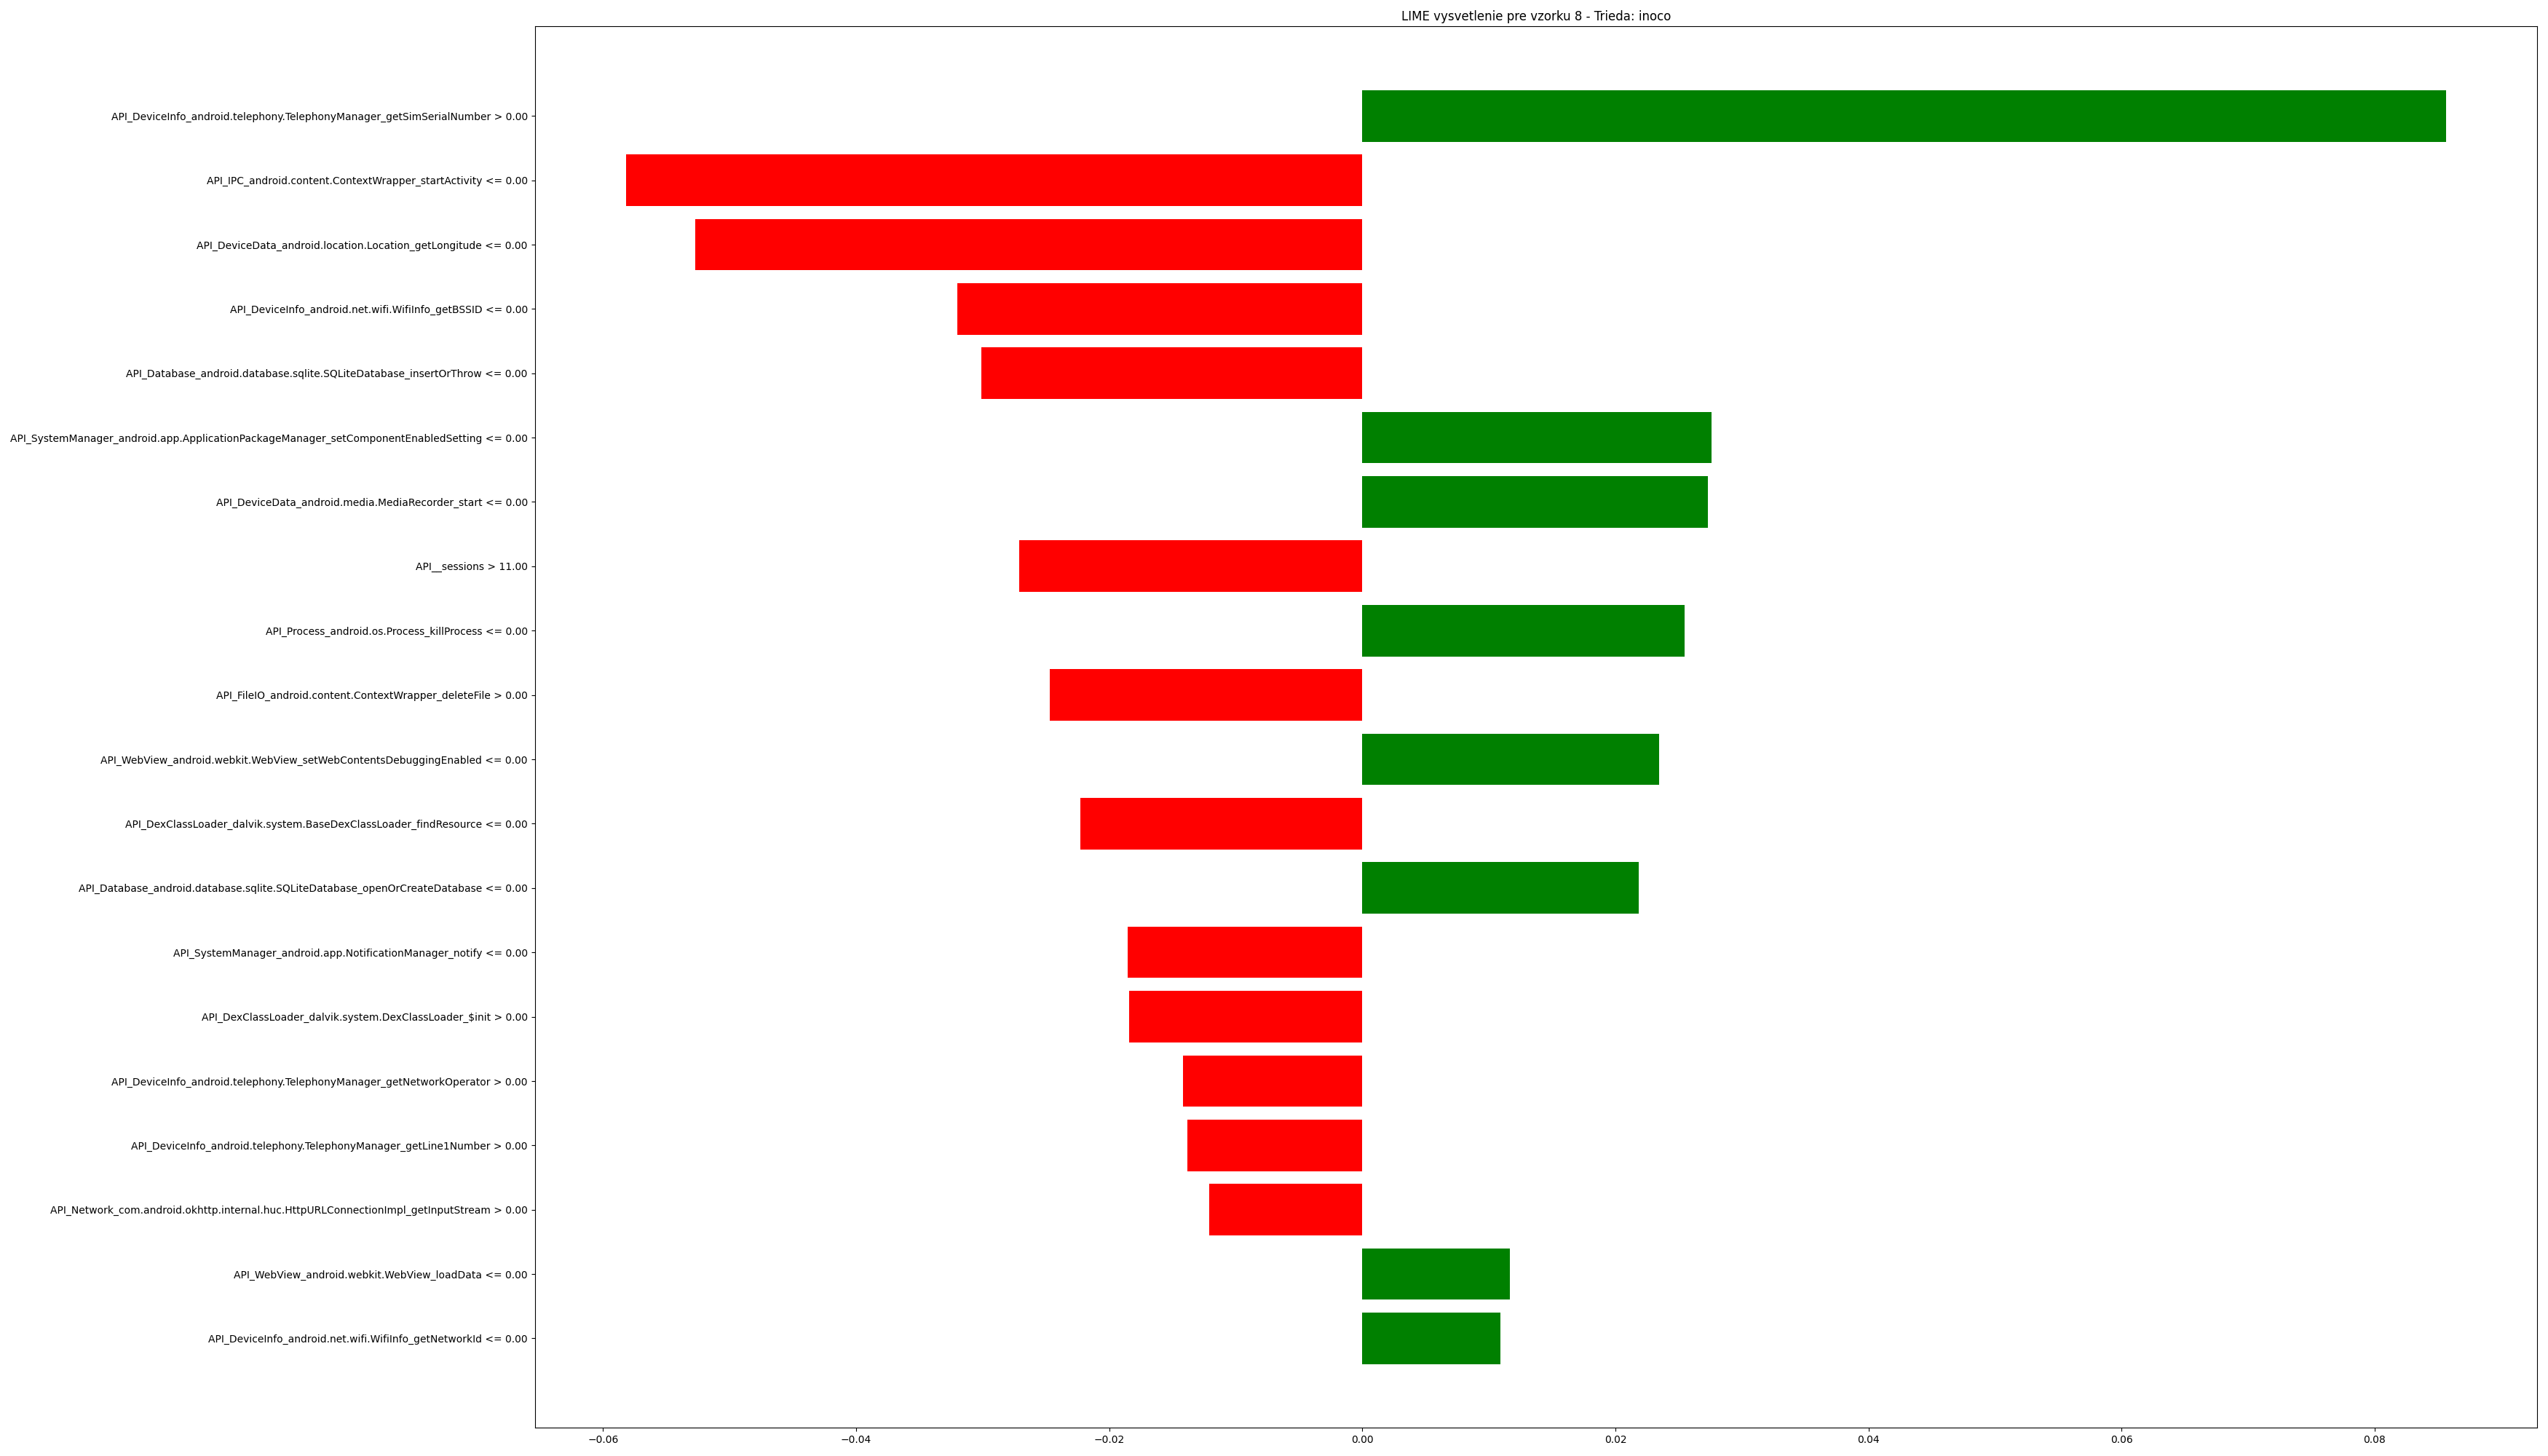 LIME vysvetlenie pre vzorku 8 - Trieda: inoco
API_DeviceInfo_android.telephony.TelephonyManager_getSimSerialNumber > 0.00
API_IPC_android.content.ContextWrapper_startActivity <= 0.00
API_DeviceData_android.location.Location_getLongitude <= 0.00
API_DeviceInfo_android.net.wifi.WifiInfo_getBSSID <= 0.00
API_Database_android.database.sqlite.SQLiteDatabase_insertOrThrow <= 0.00
API_SystemManager_android.app.ApplicationPackageManager_setComponentEnabledSetting <= 0.00
API_DeviceData_android.media.MediaRecorder_start <= 0.00
API__sessions > 11.00
API_Process_android.os.Process_killProcess <= 0.00
API_FileIO_android.content.ContextWrapper_deleteFile > 0.00
API_WebView_android.webkit.WebView_setWebContentsDebuggingEnabled <= 0.00
API_DexClassLoader_dalvik.system.BaseDexClassLoader_findResource <= 0.00
API_Database_android.database.sqlite.SQLiteDatabase_openOrCreateDatabase <= 0.00
API_SystemManager_android.app.NotificationManager_notify <= 0.00
API_DexClassLoader_dalvik.system.DexClassLoader_$init > 0.00
API_DeviceInfo_android.telephony.TelephonyManager_getNetworkOperator > 0.00
API_DeviceInfo_android.telephony.TelephonyManager_getLine1Number > 0.00
API_Network_com.android.okhttp.internal.huc.HttpURLConnectionImpl_getInputStream > 0.00
API_WebView_android.webkit.WebView_loadData <= 0.00
API_DeviceInfo_android.net.wifi.WifiInfo_getNetworkId <= 0.00
−0.06 −0.04 −0.02 0.00 0.02 0.04 0.06 0.08